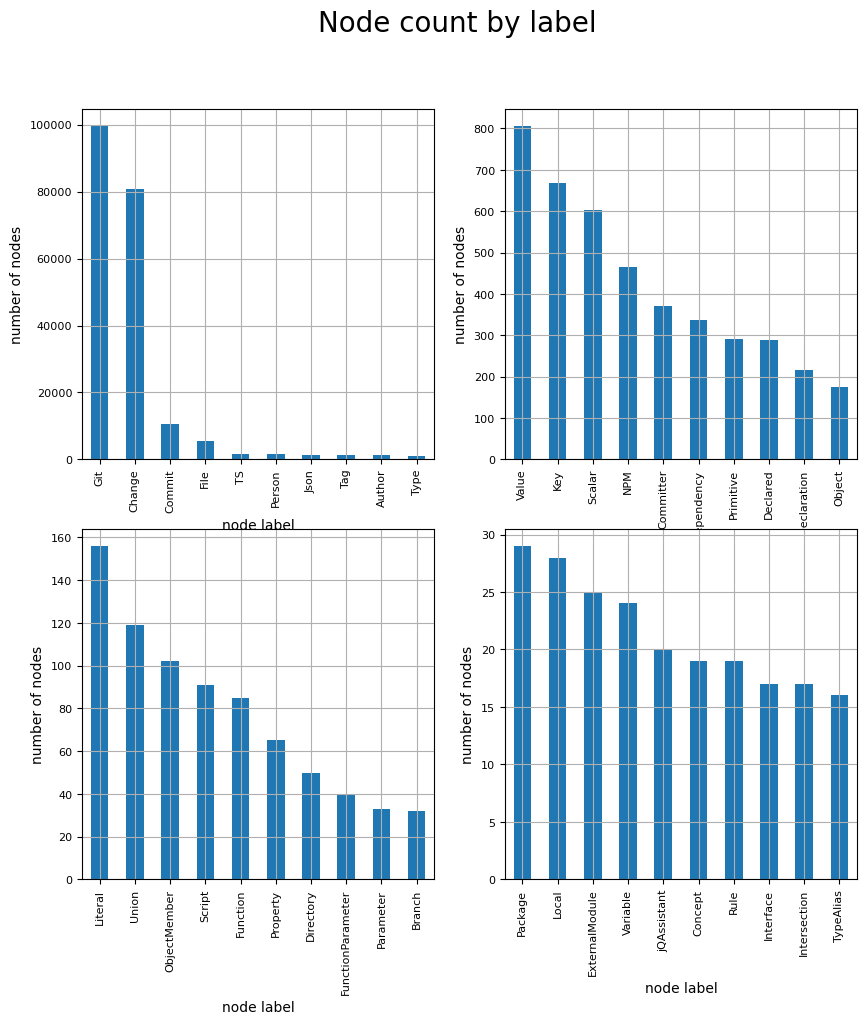 Node count by label
number of nodes
100000
80000
60000
40000
20000
0
Git
Change
Commit
File
TS
Person
Json
Tag
Author
Type
node label
number of nodes
800
700
600
500
400
300
200
100
0
Value
Key
Scalar
NPM
Committer
ependency
Primitive
Declared
eclaration
Object
number of nodes
160
140
120
100
80
60
40
20
0
Literal
Union
ObjectMember
Script
Function
Property
Directory
FunctionParameter
Parameter
Branch
node label
number of nodes
30
25
20
15
10
5
0
Package
Local
ExternalModule
Variable
jQAssistant
Concept
Rule
Interface
Intersection
TypeAlias
node label